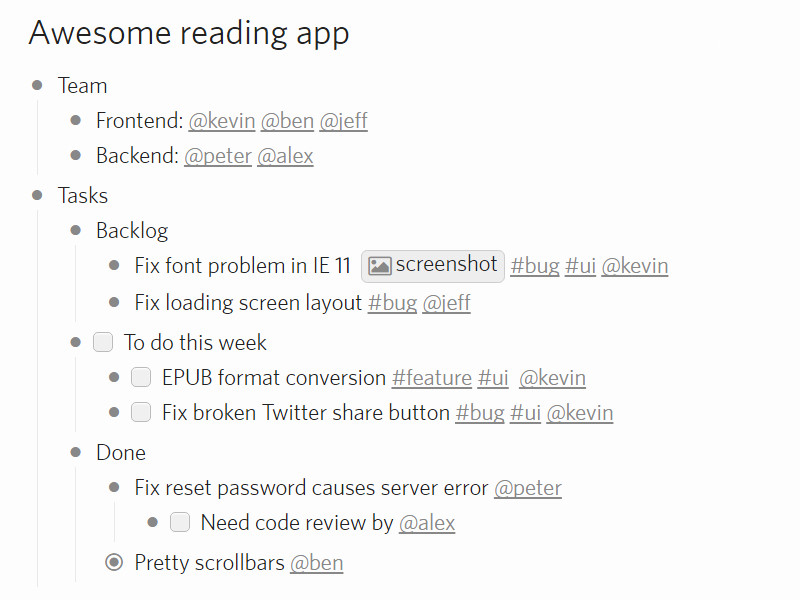 Awesome reading app
Team
Frontend: @kevin @ben @jeff
Backend: @peter @alex
Tasks
Backlog
Fix font problem in IE 11 screenshot #bug #ui @kevin
Fix loading screen layout #bug @jeff
To do this week
EPUB format conversion #feature #ui @kevin
Fix broken Twitter share button #bug #ui @kevin
Done
Fix reset password causes server error @peter
Need code review by @alex
Pretty scrollbars @ben